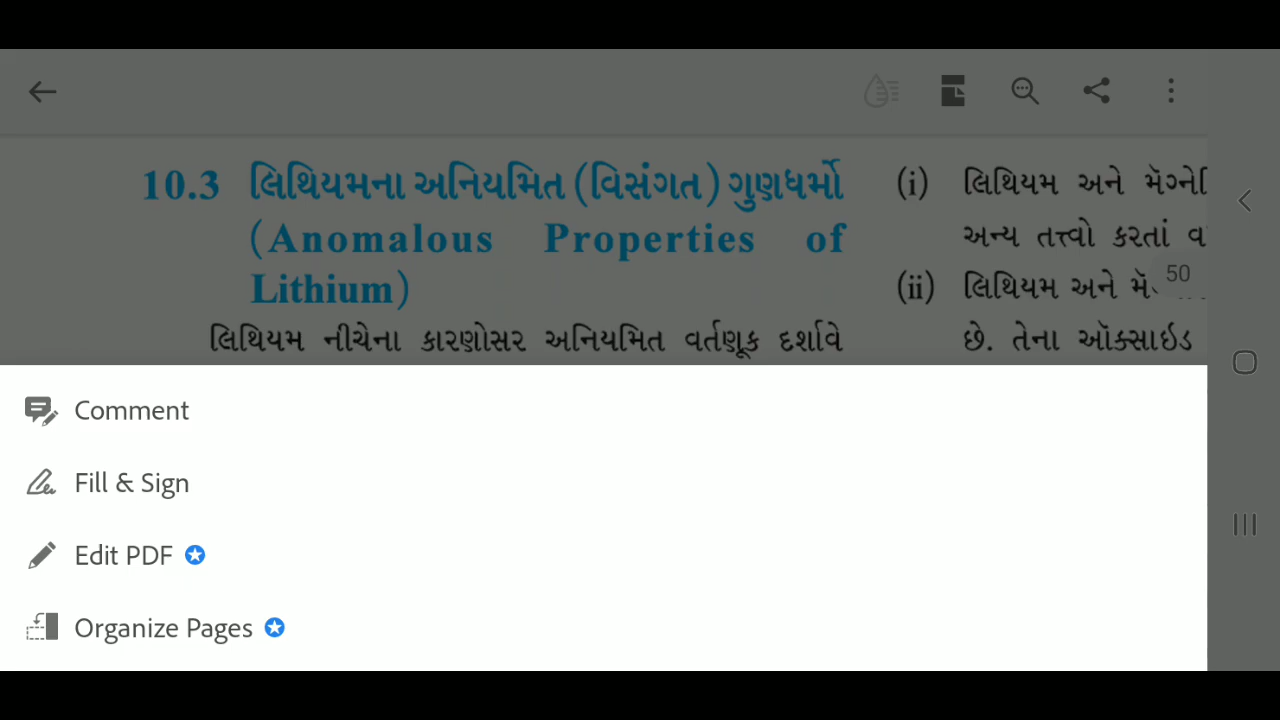 10.3 લિથિયમના અનિયમિત (વિસંગત) ગુણધર્મો
(Anomalous Properties of
Lithium)
લિથિયમ નીચેના કારણોસર અનિયમિત વર્તણૂક દર્શાવે
(i) લિથિયમ અને
અન્ય તત્ત્વો કરતાં
50
(ii) લિથિયમ અને
છે. તેના ઑક્સાઇડ
Comment
Fill & Sign
Edit PDF
Organize Pages